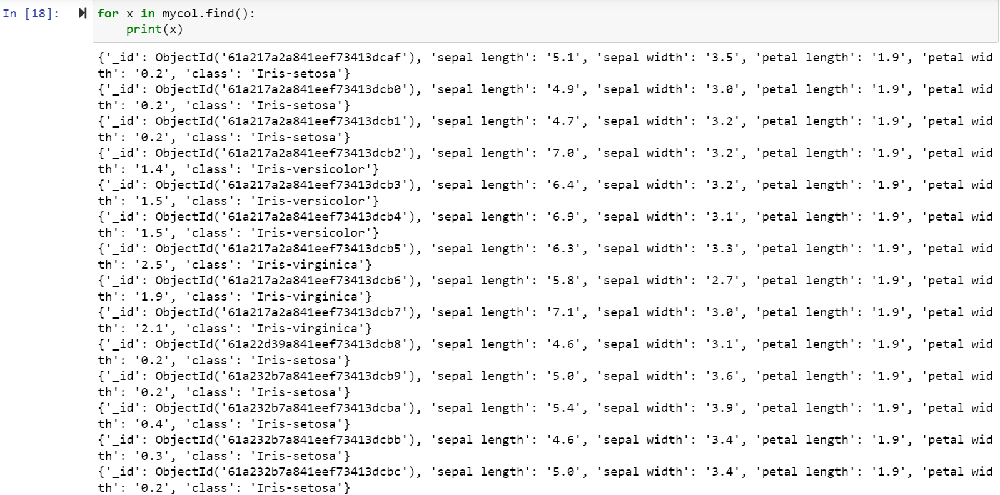 In [18]:
for x in mycol.find():
    print(x)
{'_id': ObjectId('61a217a2a841eef73413dcaf'), 'sepal length': '5.1', 'sepal width': '3.5', 'petal length': '1.9', 'petal wid
th': '0.2', 'class': 'Iris-setosa'}
{'_id': ObjectId('61a217a2a841eef73413dcb0'), 'sepal length': '4.9', 'sepal width': '3.0', 'petal length': '1.9', 'petal wid
th': '0.2', 'class': 'Iris-setosa'}
{'_id': ObjectId('61a217a2a841eef73413dcb1'), 'sepal length': '4.7', 'sepal width': '3.2', 'petal length': '1.9', 'petal wid
th': '0.2', 'class': 'Iris-setosa'}
{'_id': ObjectId('61a217a2a841eef73413dcb2'), 'sepal length': '7.0', 'sepal width': '3.2', 'petal length': '1.9', 'petal wid
th': '1.4', 'class': 'Iris-versicolor'}
{'_id': ObjectId('61a217a2a841eef73413dcb3'), 'sepal length': '6.4', 'sepal width': '3.2', 'petal length': '1.9', 'petal wid
th': '1.5', 'class': 'Iris-versicolor'}
{'_id': ObjectId('61a217a2a841eef73413dcb4'), 'sepal length': '6.9', 'sepal width': '3.1', 'petal length': '1.9', 'petal wid
th': '1.5', 'class': 'Iris-versicolor'}
{'_id': ObjectId('61a217a2a841eef73413dcb5'), 'sepal length': '6.3', 'sepal width': '3.3', 'petal length': '1.9', 'petal wid
th': '2.5', 'class': 'Iris-virginica'}
{'_id': ObjectId('61a217a2a841eef73413dcb6'), 'sepal length': '5.8', 'sepal width': '2.7', 'petal length': '1.9', 'petal wid
th': '1.9', 'class': 'Iris-virginica'}
{'_id': ObjectId('61a217a2a841eef73413dcb7'), 'sepal length': '7.1', 'sepal width': '3.0', 'petal length': '1.9', 'petal wid
th': '2.1', 'class': 'Iris-virginica'}
{'_id': ObjectId('61a22d39a841eef73413dcb8'), 'sepal length': '4.6', 'sepal width': '3.1', 'petal length': '1.9', 'petal wid
th': '0.2', 'class': 'Iris-setosa'}
{'_id': ObjectId('61a232b7a841eef73413dcb9'), 'sepal length': '5.0', 'sepal width': '3.6', 'petal length': '1.9', 'petal wid
th': '0.2', 'class': 'Iris-setosa'}
{'_id': ObjectId('61a232b7a841eef73413dcba'), 'sepal length': '5.4', 'sepal width': '3.9', 'petal length': '1.9', 'petal wid
th': '0.4', 'class': 'Iris-setosa'}
{'_id': ObjectId('61a232b7a841eef73413dcbb'), 'sepal length': '4.6', 'sepal width': '3.4', 'petal length': '1.9', 'petal wid
th': '0.3', 'class': 'Iris-setosa'}
{'_id': ObjectId('61a232b7a841eef73413dcbc'), 'sepal length': '5.0', 'sepal width': '3.4', 'petal length': '1.9', 'petal wid
th': '0.2', 'class': 'Iris-setosa'}